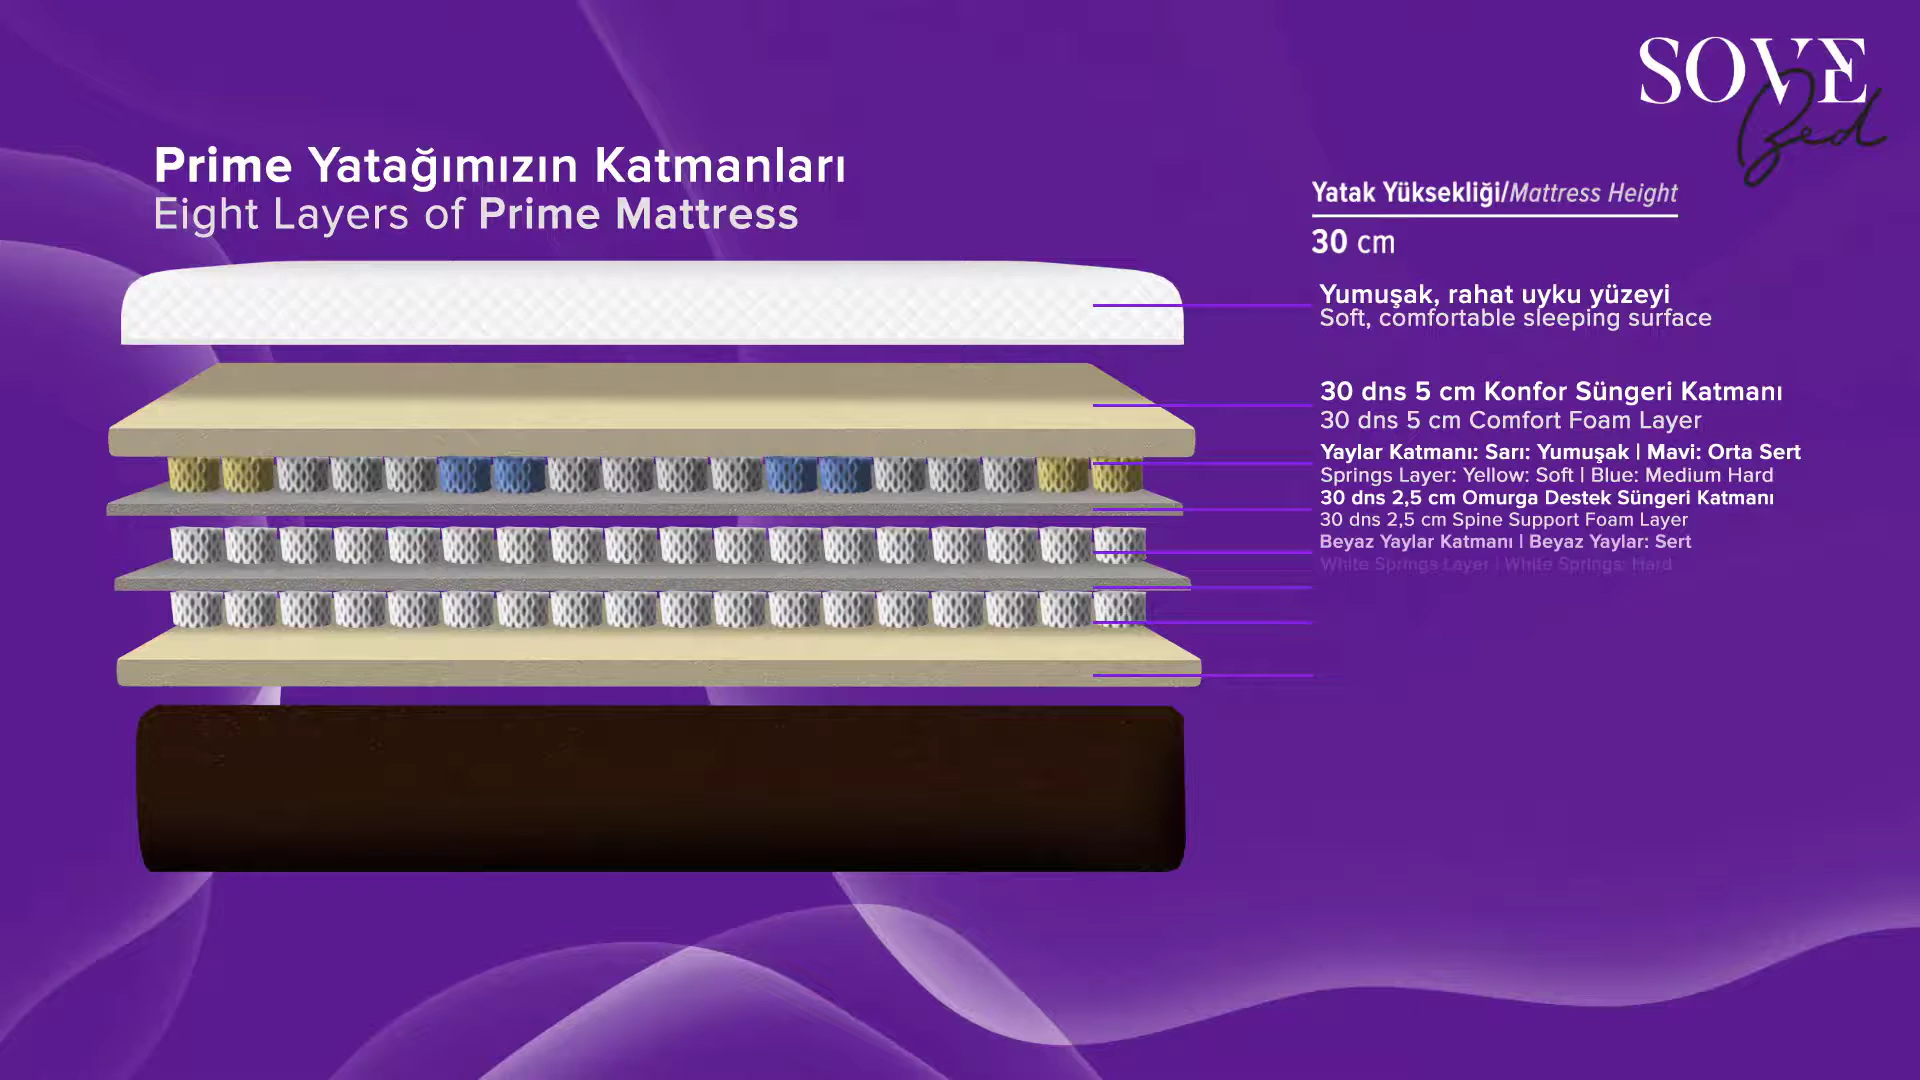 SOVE
Bed
Prime Yatağımızın Katmanları
Eight Layers of Prime Mattress
Yatak Yüksekliği/Mattress Height
30 cm
Yumuşak, rahat uyku yüzeyi
Soft, comfortable sleeping surface
30 dns 5 cm Konfor Süngeri Katmanı
30 dns 5 cm Comfort Foam Layer
Yaylar Katmanı: Sarı: Yumuşak | Mavi: Orta Sert
Springs Layer: Yellow: Soft | Blue: Medium Hard
30 dns 2,5 cm Omurga Destek Süngeri Katmanı
30 dns 2,5 cm Spine Support Foam Layer
Beyaz Yaylar Katmanı | Beyaz Yaylar: Sert
White Springs Layer | White Springs: Hard